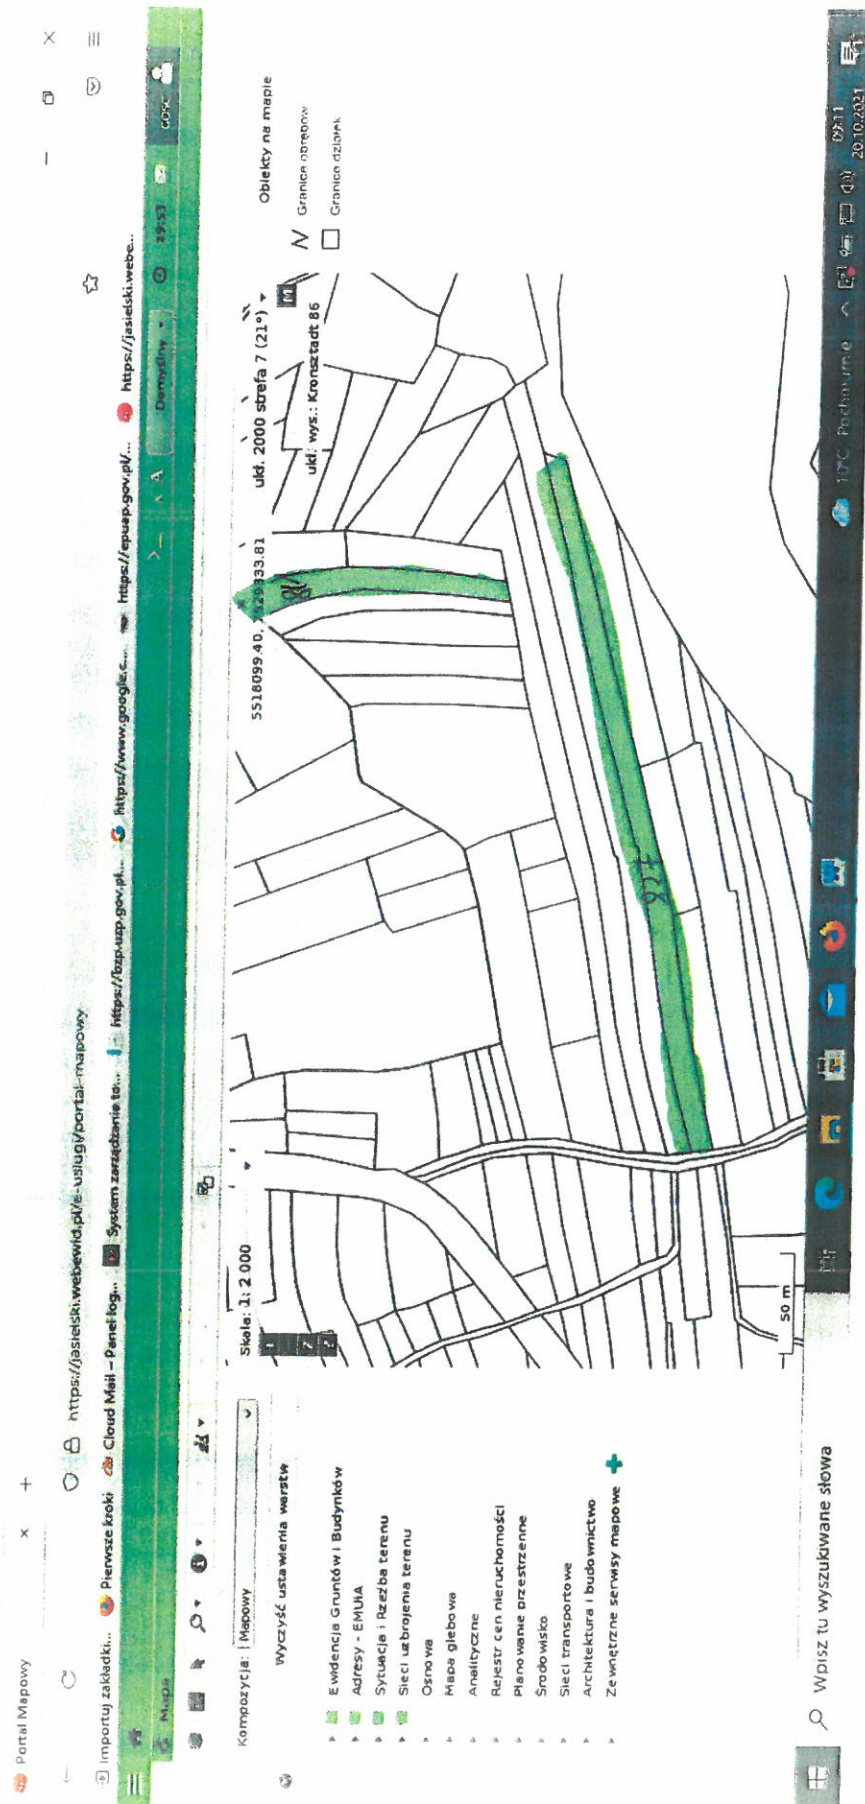 Portal Mapowy × +
https://jasielski.webewid.pl/e-uslugi/portal-mapowy
Importuj zakładki... Pierwsze kroki Cloud Mail – Panel log... System zarządzanie to... https://bzp.uzp.gov.pl... https://www.google.c... https://epuap.gov.pl/... https://jasielski.webe...
Mapa
Domyślny
29:53
GOŚĆ
Kompozycja: Mapowy
Wyczyść ustawienia warstw
Ewidencja Gruntów i Budynków
Adresy - EMUiA
Sytuacja i Rzeźba terenu
Sieci uzbrojenia terenu
Osnowa
Mapa glebowa
Analityczne
Rejestr cen nieruchomości
Planowanie przestrzenne
Środowisko
Sieci transportowe
Architektura i budownictwo
Zewnętrzne serwisy mapowe
Skala: 1: 2 000
ukł. 2000 strefa 7 (21°)
ukł. wys.: Kronsztadt 86
M
50 m
Obiekty na mapie
Granice obrębów
Granice działek
Wpisz tu wyszukiwane słowa
10°C Pochmurnie
09:11
20.10.2021